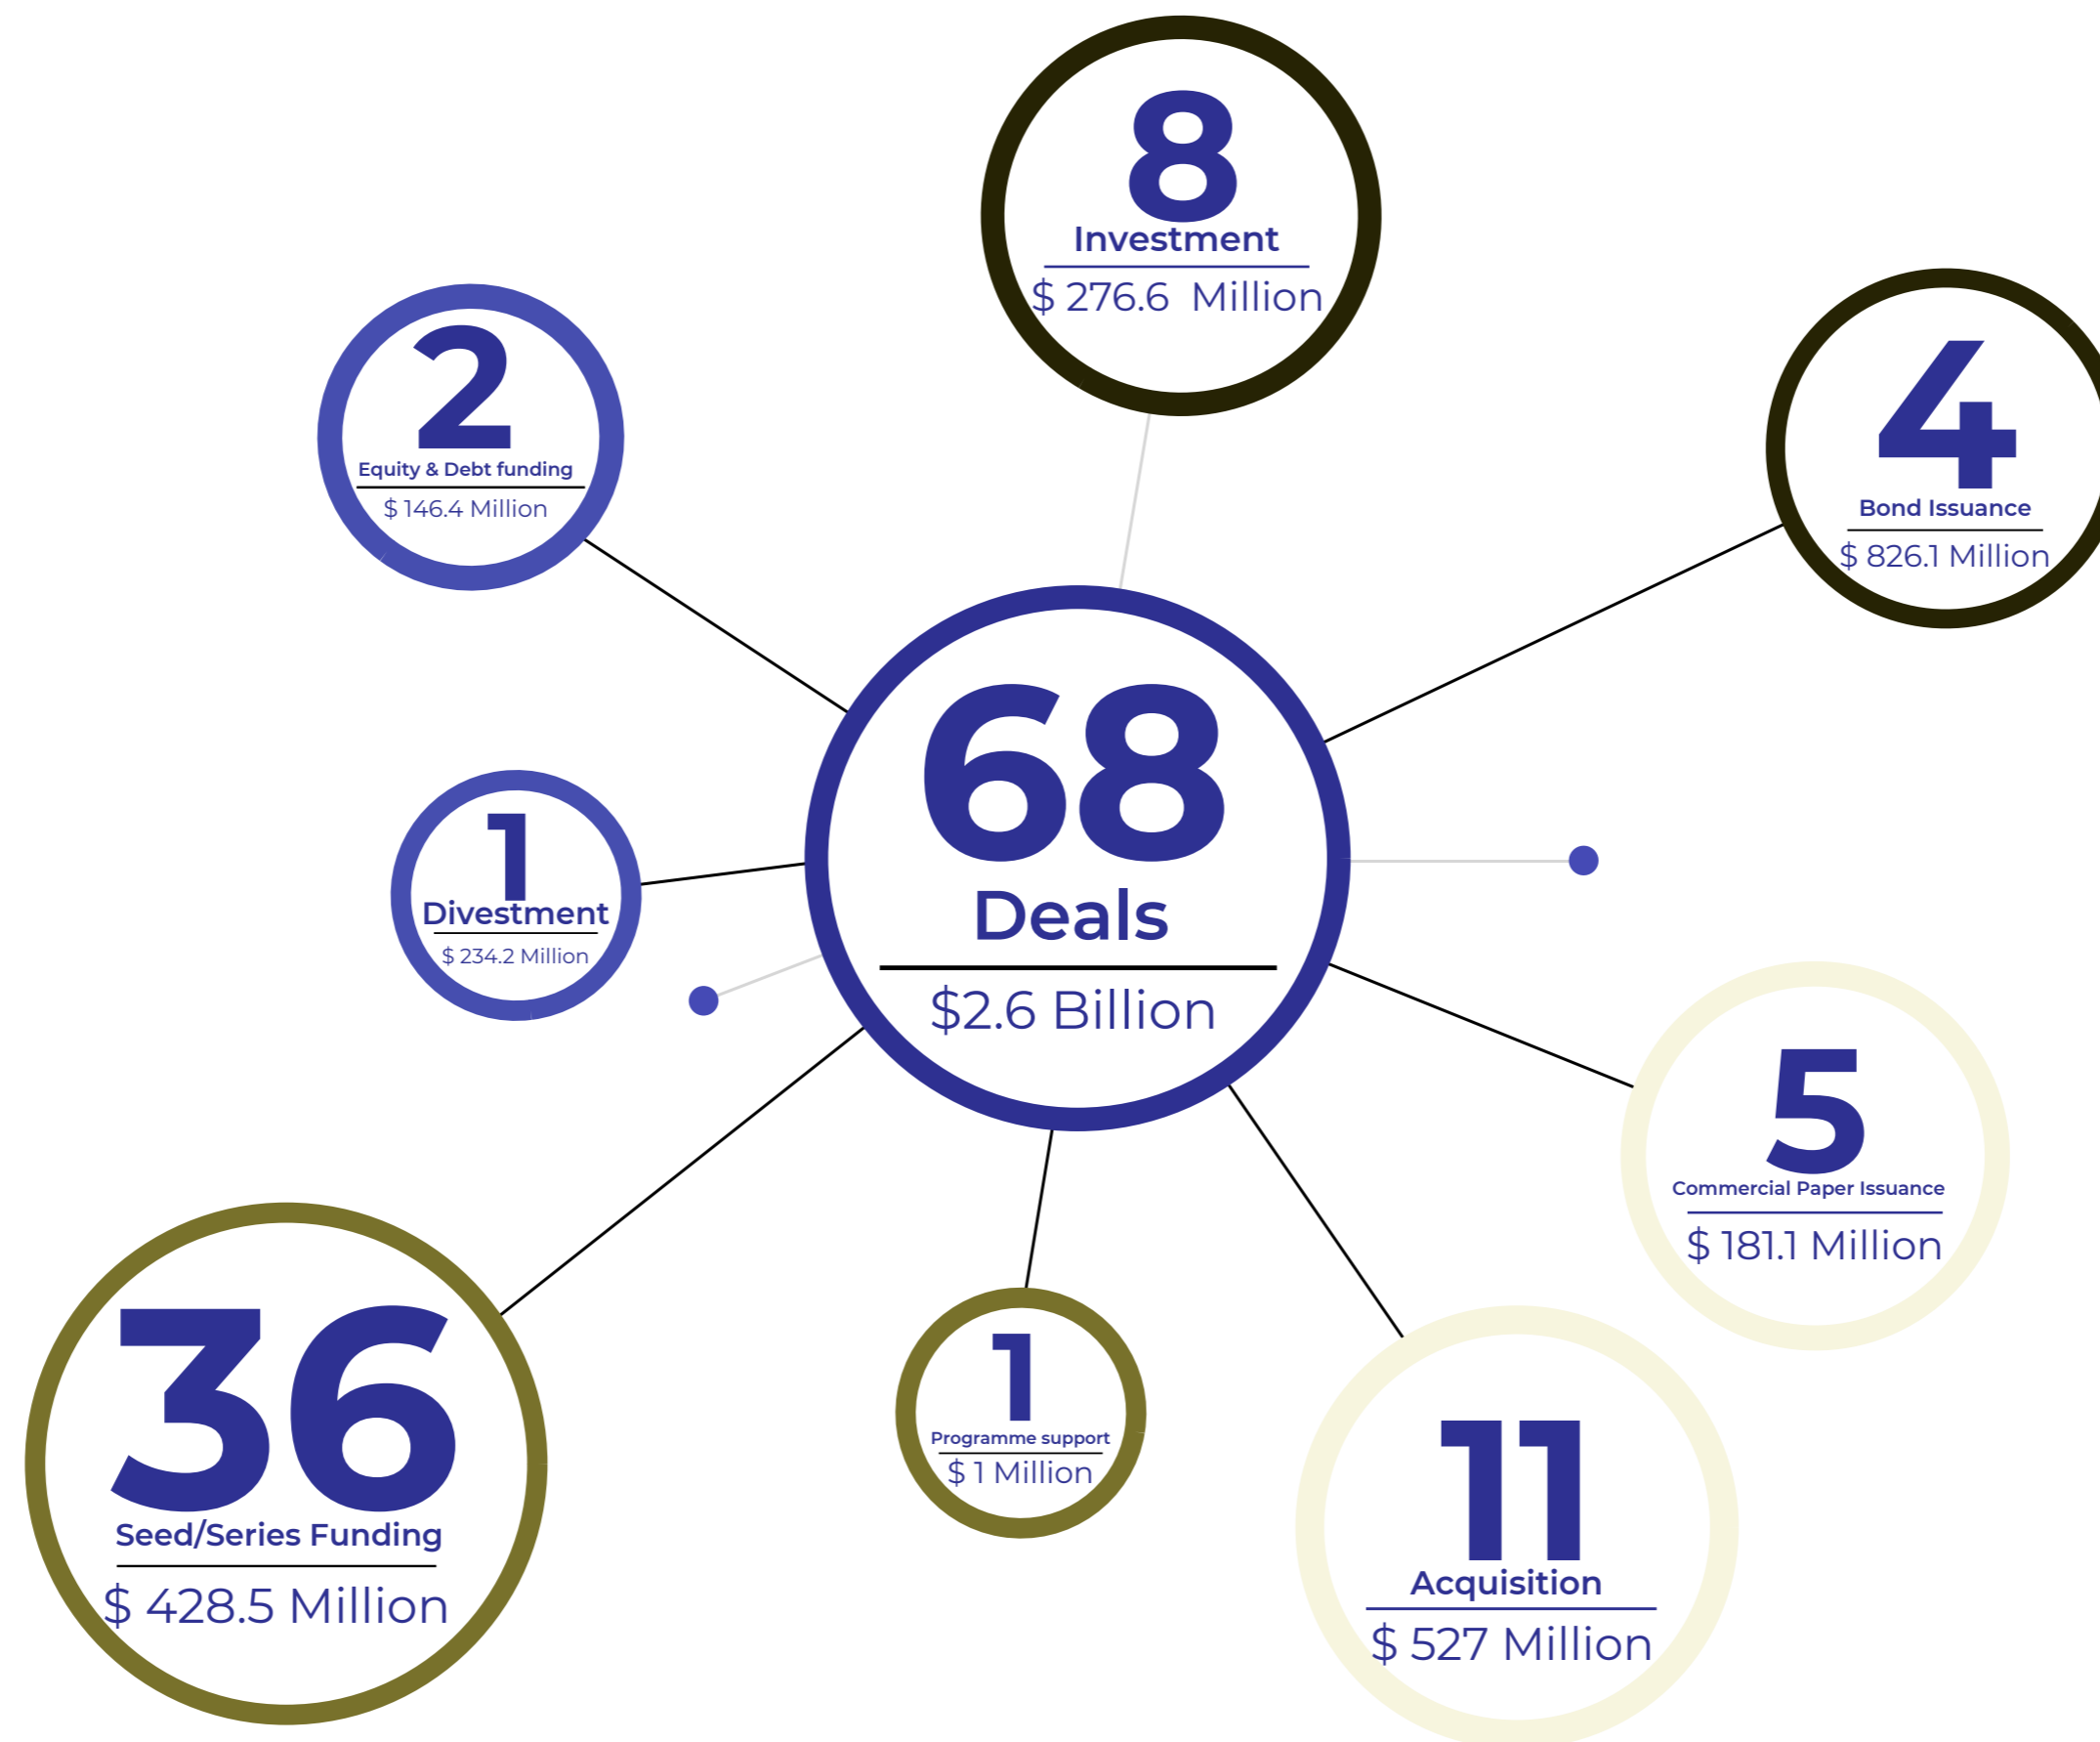 8
Investment
$ 276.6 Million
2
Equity & Debt funding
$ 146.4 Million
4
Bond Issuance
$ 826.1 Million
68
Deals
$2.6 Billion
1
Divestment
$ 234.2 Million
5
Commercial Paper Issuance
$ 181.1 Million
36
Seed/Series Funding
$ 428.5 Million
1
Programme support
$ 1 Million
11
Acquisition
$ 527 Million